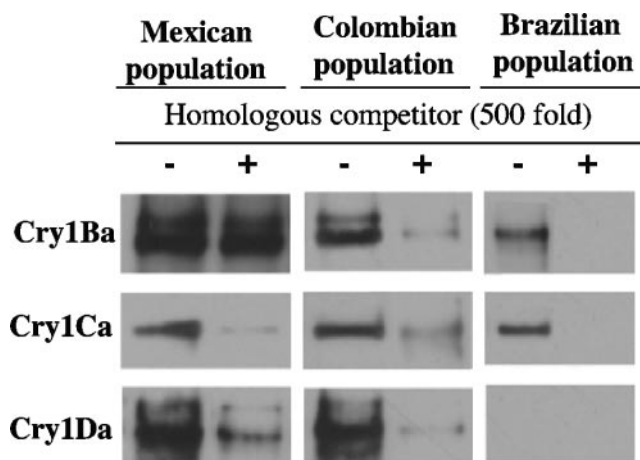 Mexican population Colombian population Brazilian population
Homologous competitor (500 fold)
- + - + - +
Cry1Ba
Cry1Ca
Cry1Da